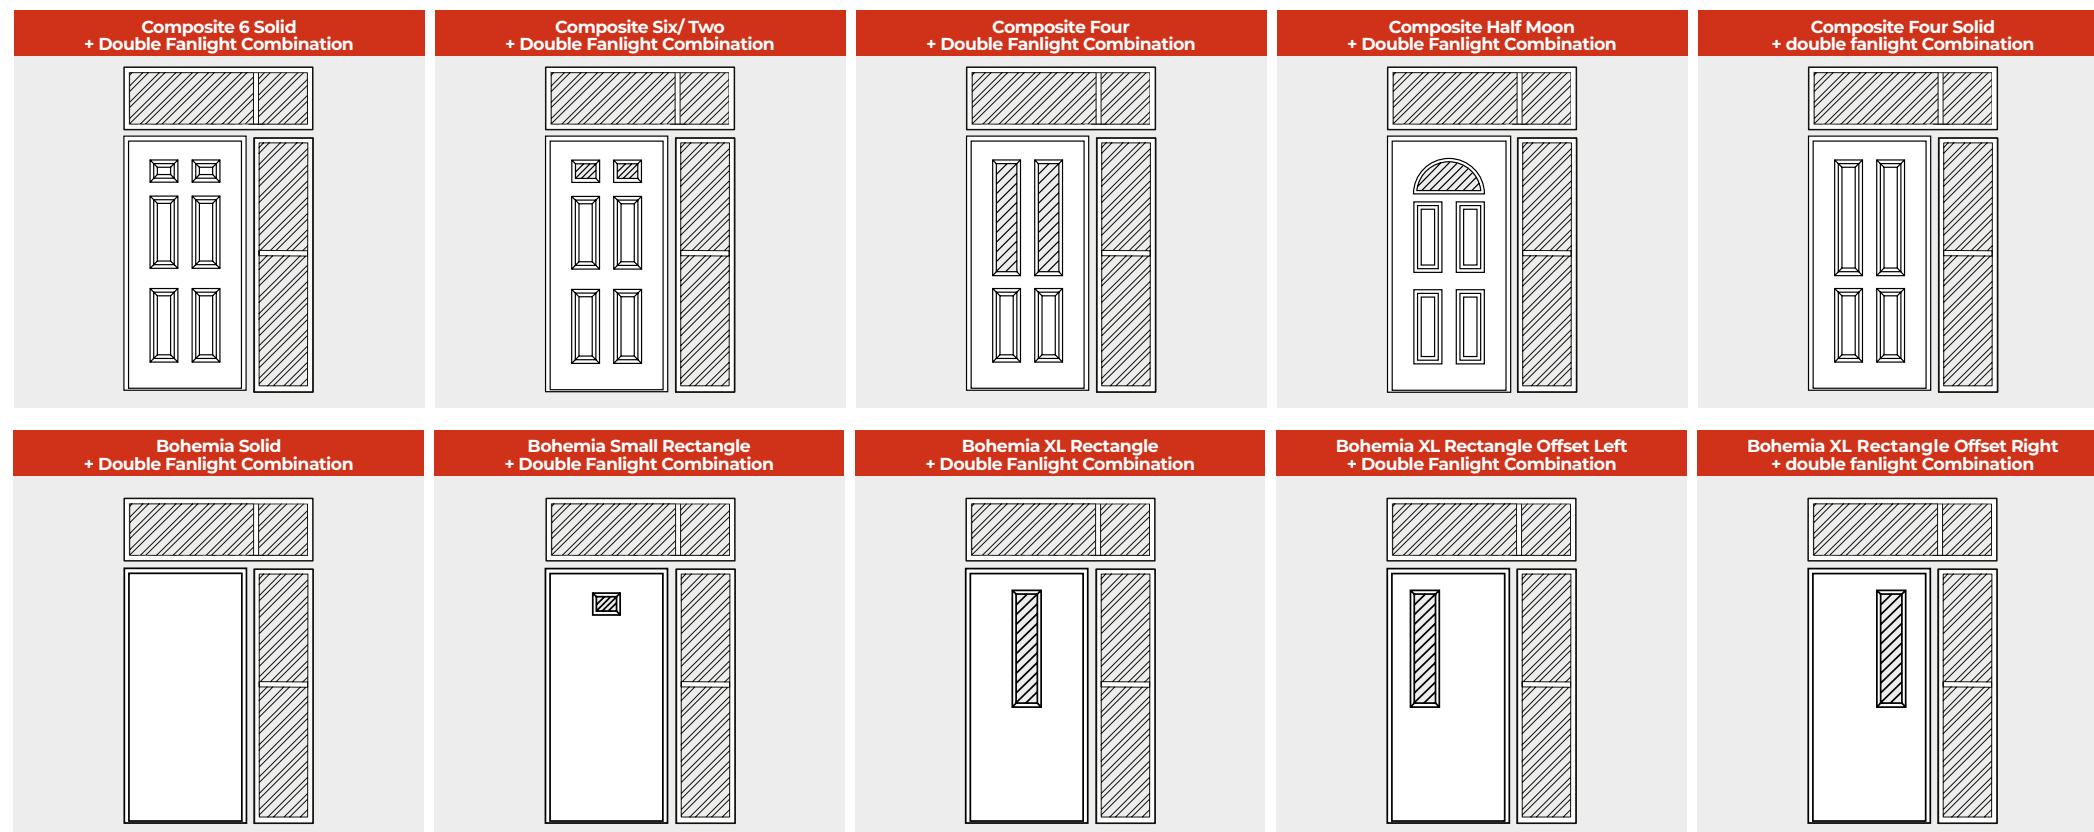 Composite 6 Solid
+ Double Fanlight Combination
Composite Six/ Two
+ Double Fanlight Combination
Composite Four
+ Double Fanlight Combination
Composite Half Moon
+ Double Fanlight Combination
Composite Four Solid
+ double fanlight Combination
Bohemia Solid
+ Double Fanlight Combination
Bohemia Small Rectangle
+ Double Fanlight Combination
Bohemia XL Rectangle
+ Double Fanlight Combination
Bohemia XL Rectangle Offset Left
+ Double Fanlight Combination
Bohemia XL Rectangle Offset Right
+ double fanlight Combination